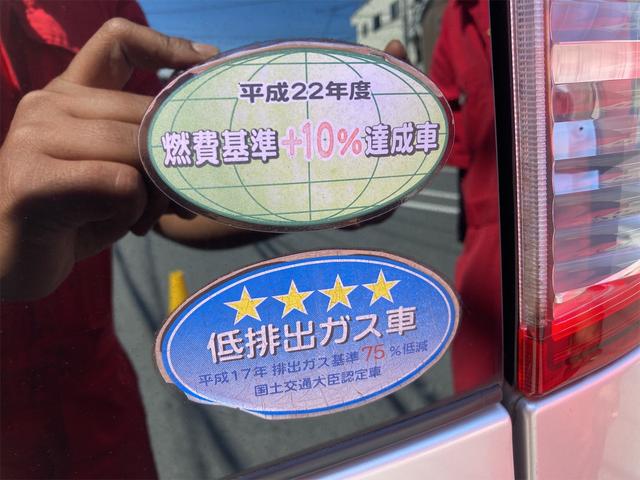 平成22年度
燃費基準+10%達成車
低排出ガス車
平成17年 排出ガス基準 75 %低減
国土交通大臣認定車